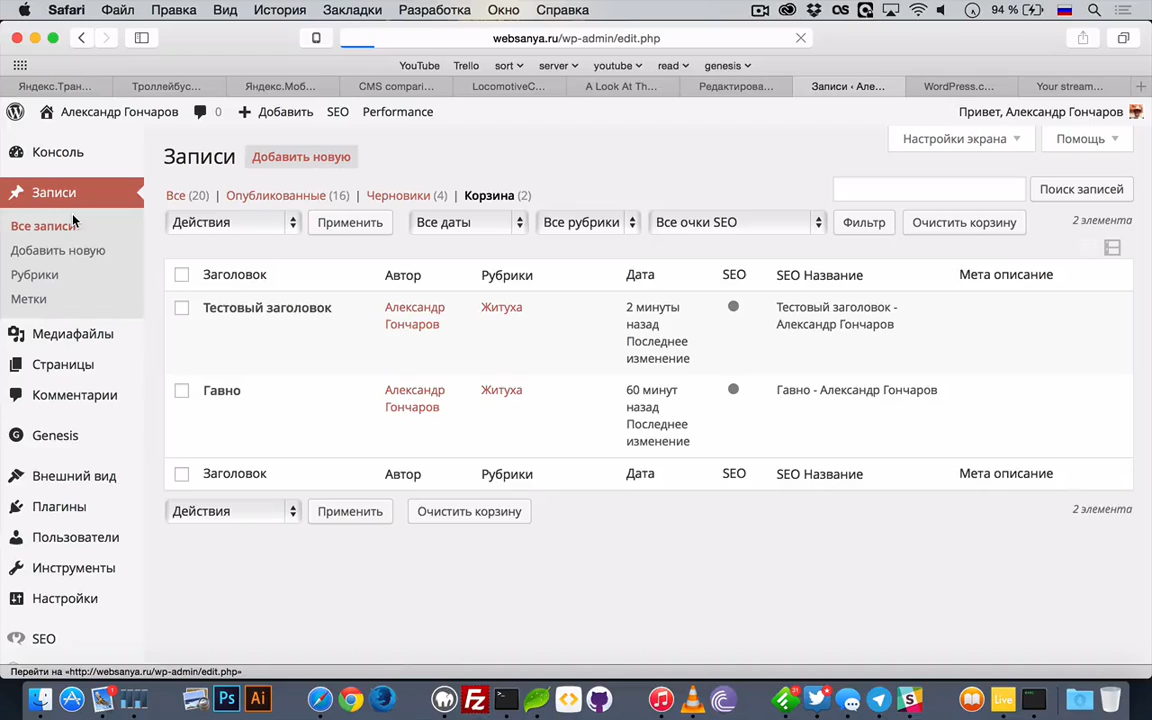 Safari Файл Правка Вид История Закладки Разработка Окно Справка 94 %
websanya.ru/wp-admin/edit.php
YouTube Trello sort server youtube read genesis
Яндекс.Тран... Троллейбус... Яндекс.Моб... CMS compari... LocomotiveC... A Look At Th... Редактирова... Записи ‹ Але... WordPress.c... Your stream...
Александр Гончаров 0 Добавить SEO Performance Привет, Александр Гончаров
Настройки экрана Помощь
Консоль
Записи
Все записи
Добавить новую
Рубрики
Метки
Медиафайлы
Страницы
Комментарии
Genesis
Внешний вид
Плагины
Пользователи
Инструменты
Настройки
SEO
Записи Добавить новую
Все (20) | Опубликованные (16) | Черновики (4) | Корзина (2)
Поиск записей
Действия Применить Все даты Все рубрики Все очки SEO Фильтр Очистить корзину 2 элемента
Заголовок Автор Рубрики Дата SEO SEO Название Мета описание
Тестовый заголовок Александр Гончаров Житуха 2 минуты назад Последнее изменение Тестовый заголовок - Александр Гончаров
Гавно Александр Гончаров Житуха 60 минут назад Последнее изменение Гавно - Александр Гончаров
Заголовок Автор Рубрики Дата SEO SEO Название Мета описание
Действия Применить Очистить корзину 2 элемента
Перейти на «http://websanya.ru/wp-admin/edit.php»
Ps Ai Fz Live